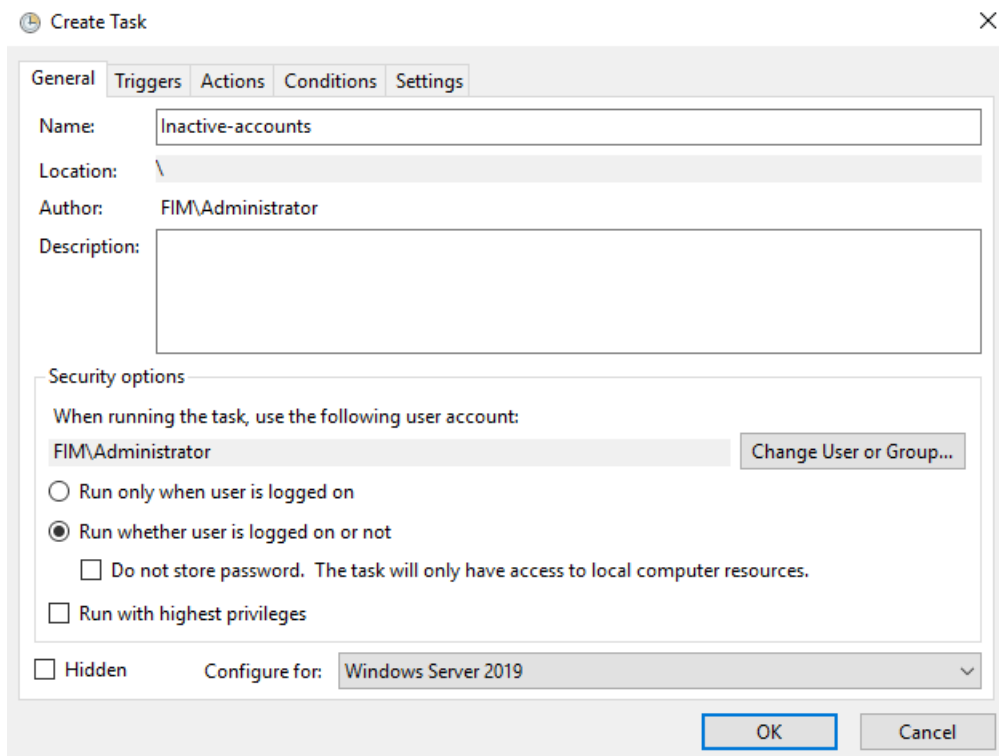 Create Task
General Triggers Actions Conditions Settings
Name: Inactive-accounts
Location: \
Author: FIM\Administrator
Description:
Security options
When running the task, use the following user account:
FIM\Administrator Change User or Group...
Run only when user is logged on
Run whether user is logged on or not
Do not store password. The task will only have access to local computer resources.
Run with highest privileges
Hidden Configure for: Windows Server 2019
OK Cancel